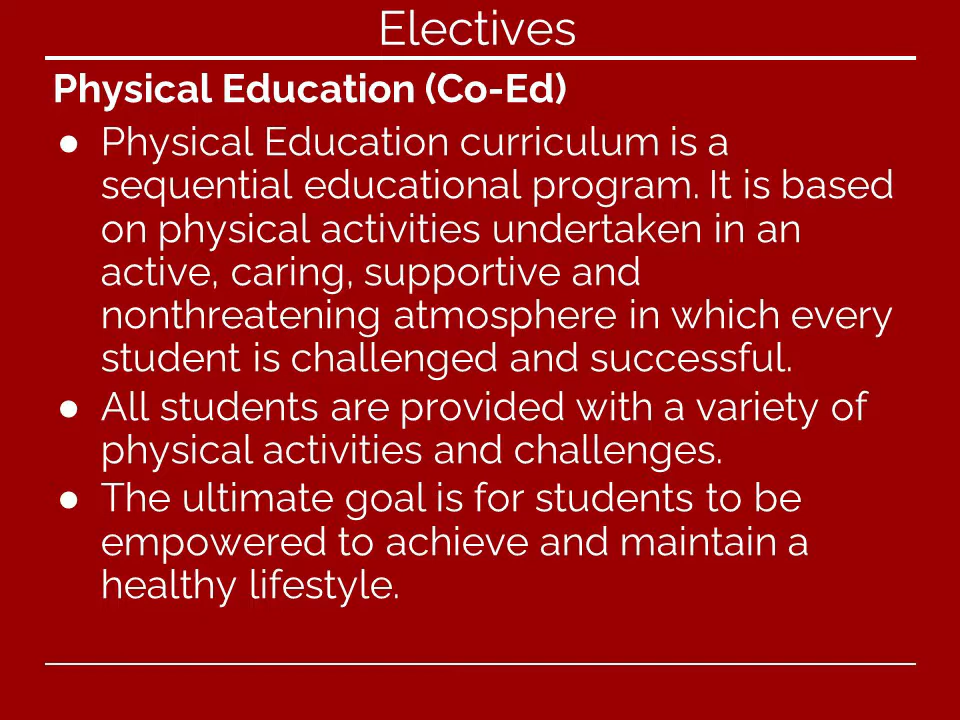 Electives
Physical Education (Co-Ed)
● Physical Education curriculum is a
sequential educational program. It is based
on physical activities undertaken in an
active, caring, supportive and
nonthreatening atmosphere in which every
student is challenged and successful.
● All students are provided with a variety of
physical activities and challenges.
● The ultimate goal is for students to be
empowered to achieve and maintain a
healthy lifestyle.